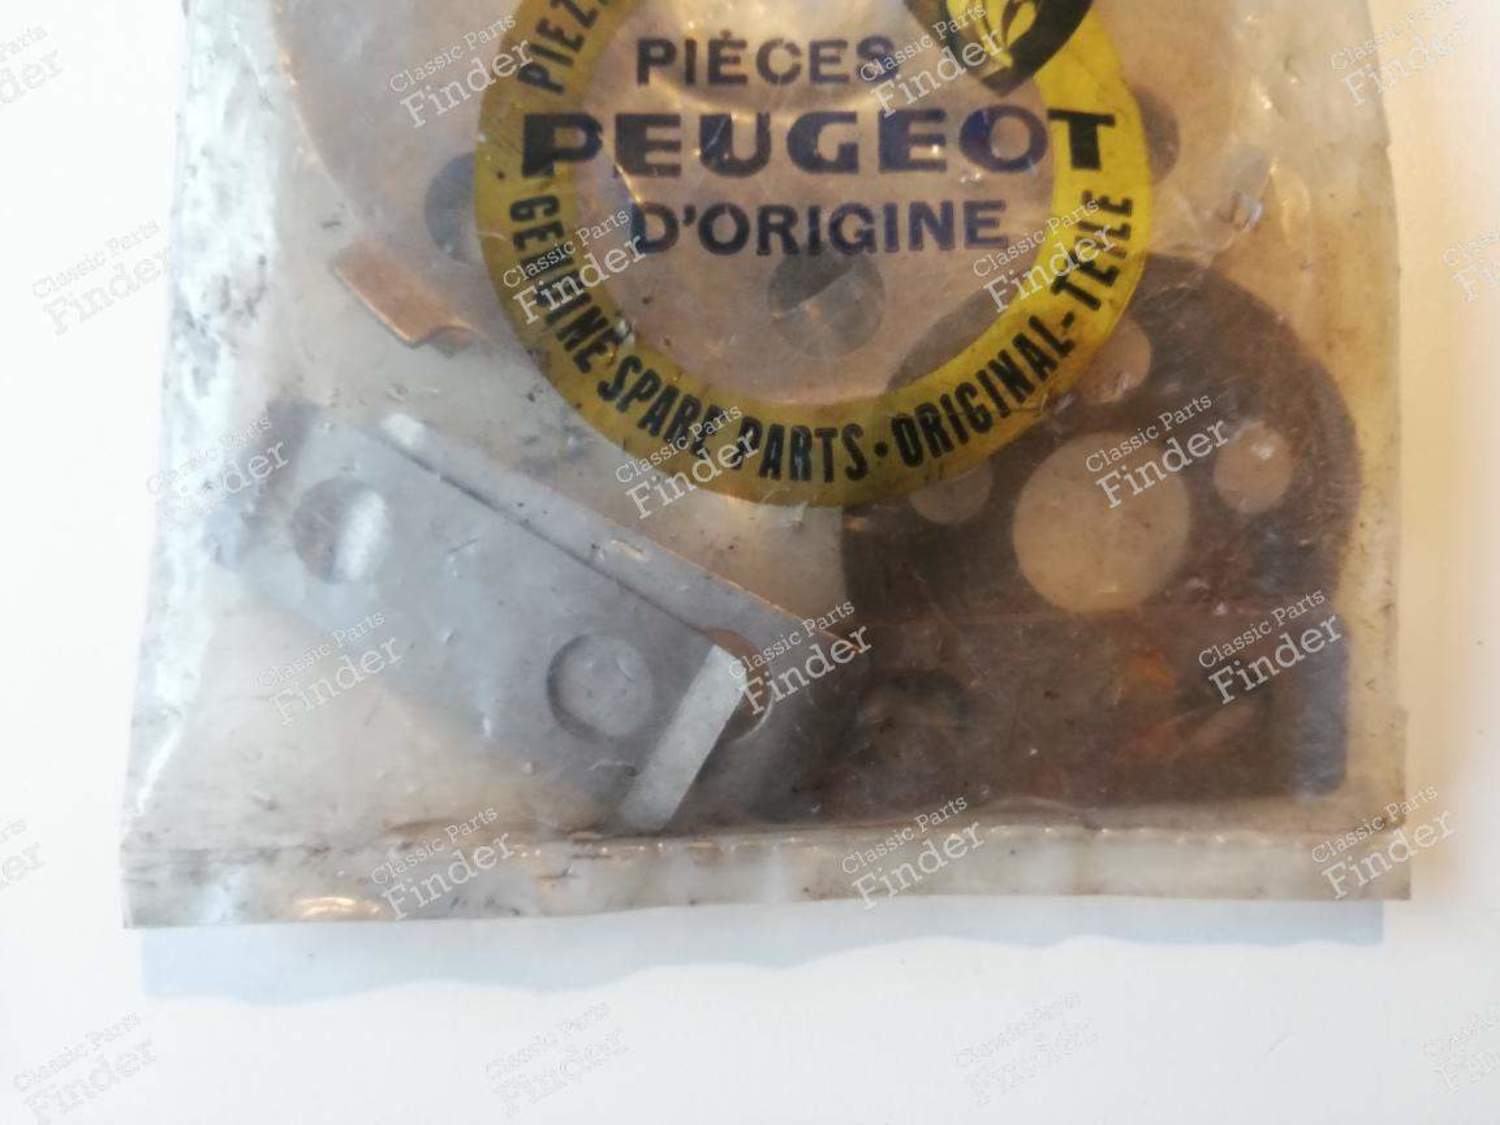 PIÈCES
PEUGEOT
D'ORIGINE
GENUINE SPARE PARTS · ORIGINAL-TEILE
Classic Parts
Finder